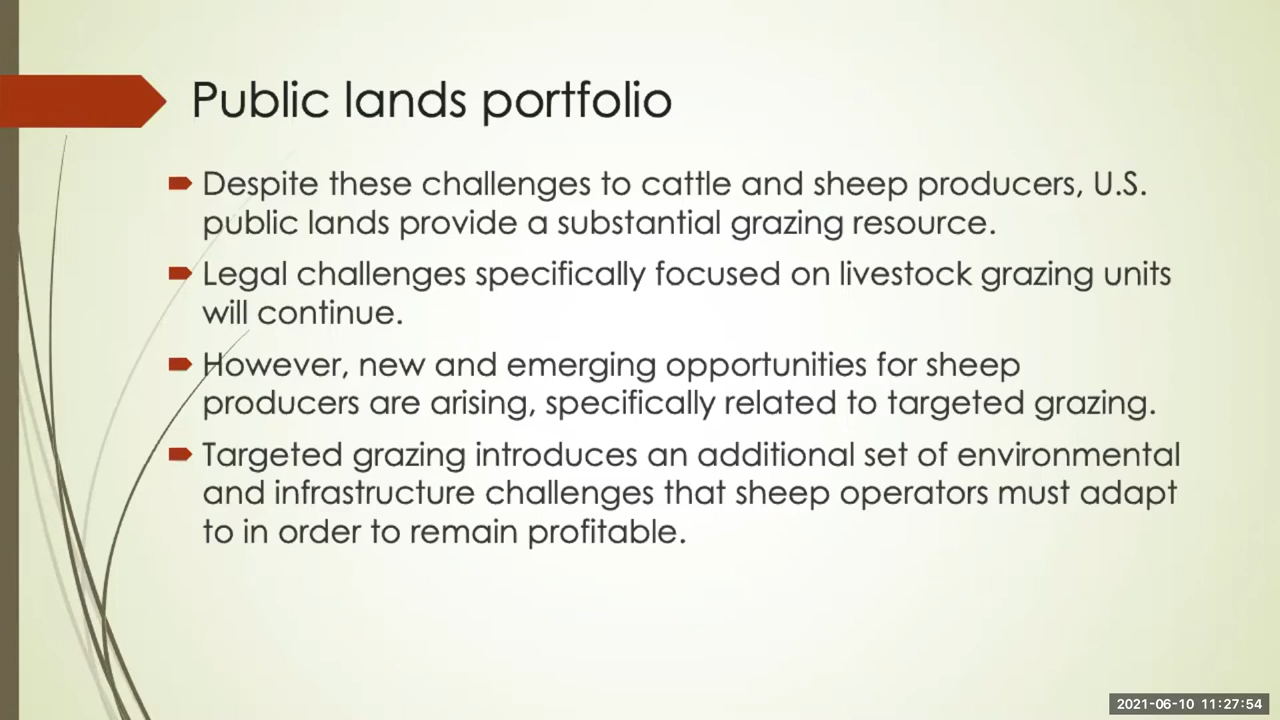 Public lands portfolio
Despite these challenges to cattle and sheep producers, U.S.
public lands provide a substantial grazing resource.
Legal challenges specifically focused on livestock grazing units
will continue.
However, new and emerging opportunities for sheep
producers are arising, specifically related to targeted grazing.
Targeted grazing introduces an additional set of environmental
and infrastructure challenges that sheep operators must adapt
to in order to remain profitable.
2021-06-10 11:27:54